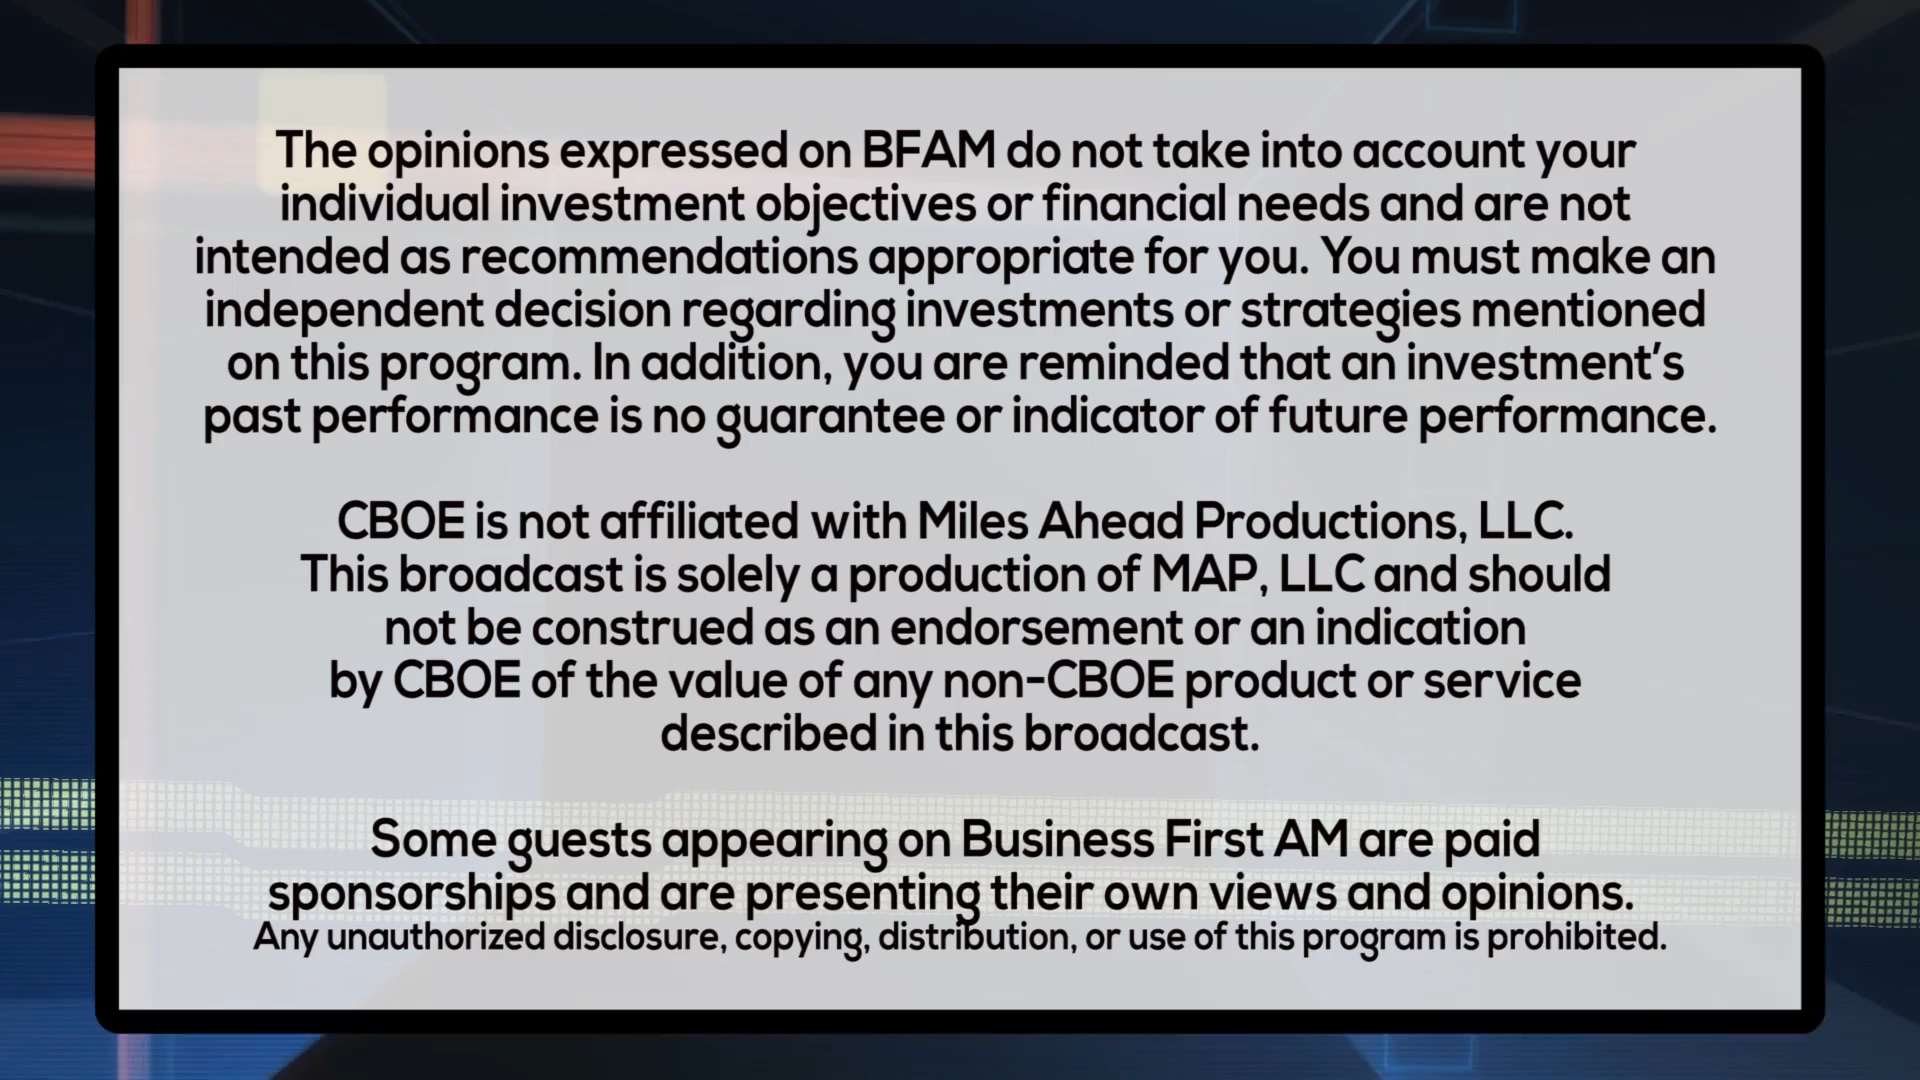 The opinions expressed on BFAM do not take into account your
individual investment objectives or financial needs and are not
intended as recommendations appropriate for you. You must make an
independent decision regarding investments or strategies mentioned
on this program. In addition, you are reminded that an investment’s
past performance is no guarantee or indicator of future performance.
CBOE is not affiliated with Miles Ahead Productions, LLC.
This broadcast is solely a production of MAP, LLC and should
not be construed as an endorsement or an indication
by CBOE of the value of any non-CBOE product or service
described in this broadcast.
Some guests appearing on Business First AM are paid
sponsorships and are presenting their own views and opinions.
Any unauthorized disclosure, copying, distribution, or use of this program is prohibited.